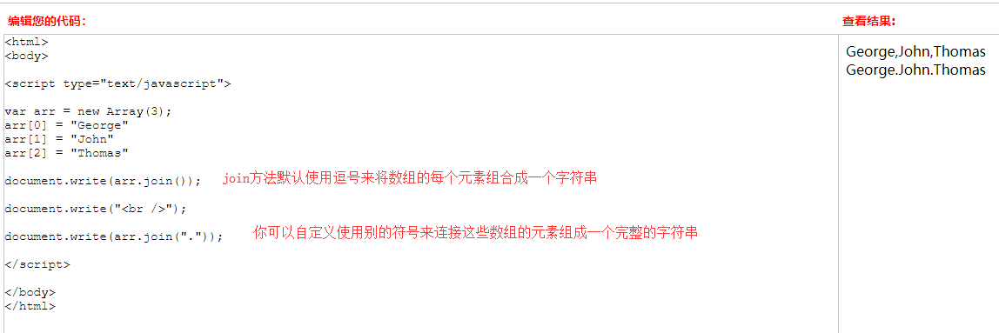 编辑您的代码：
查看结果:
<html>
<body>
<script type="text/javascript">
var arr = new Array(3);
arr[0] = "George"
arr[1] = "John"
arr[2] = "Thomas"
document.write(arr.join()); join方法默认使用逗号来将数组的每个元素组合成一个字符串
document.write("<br />");
document.write(arr.join(".")); 你可以自定义使用别的符号来连接这些数组的元素组成一个完整的字符串
</script>
</body>
</html>
George,John,Thomas
George.John.Thomas